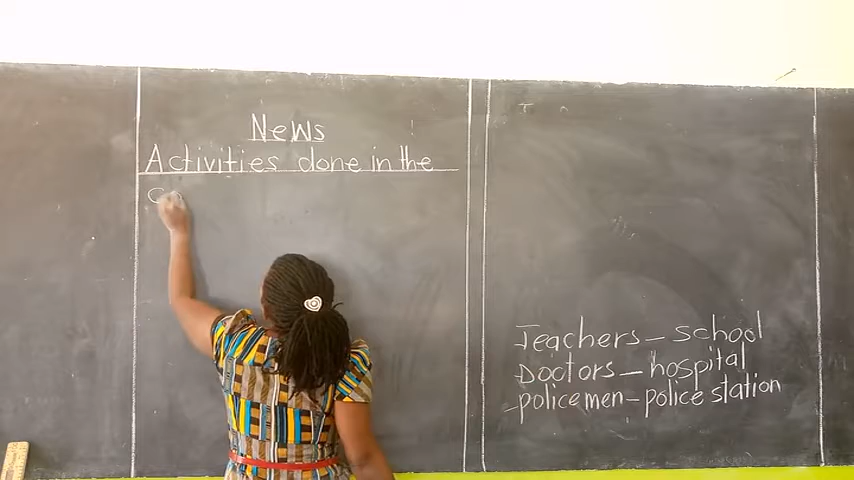 News
Activities done in the
Teachers - school
Doctors - hospital
policemen - police station